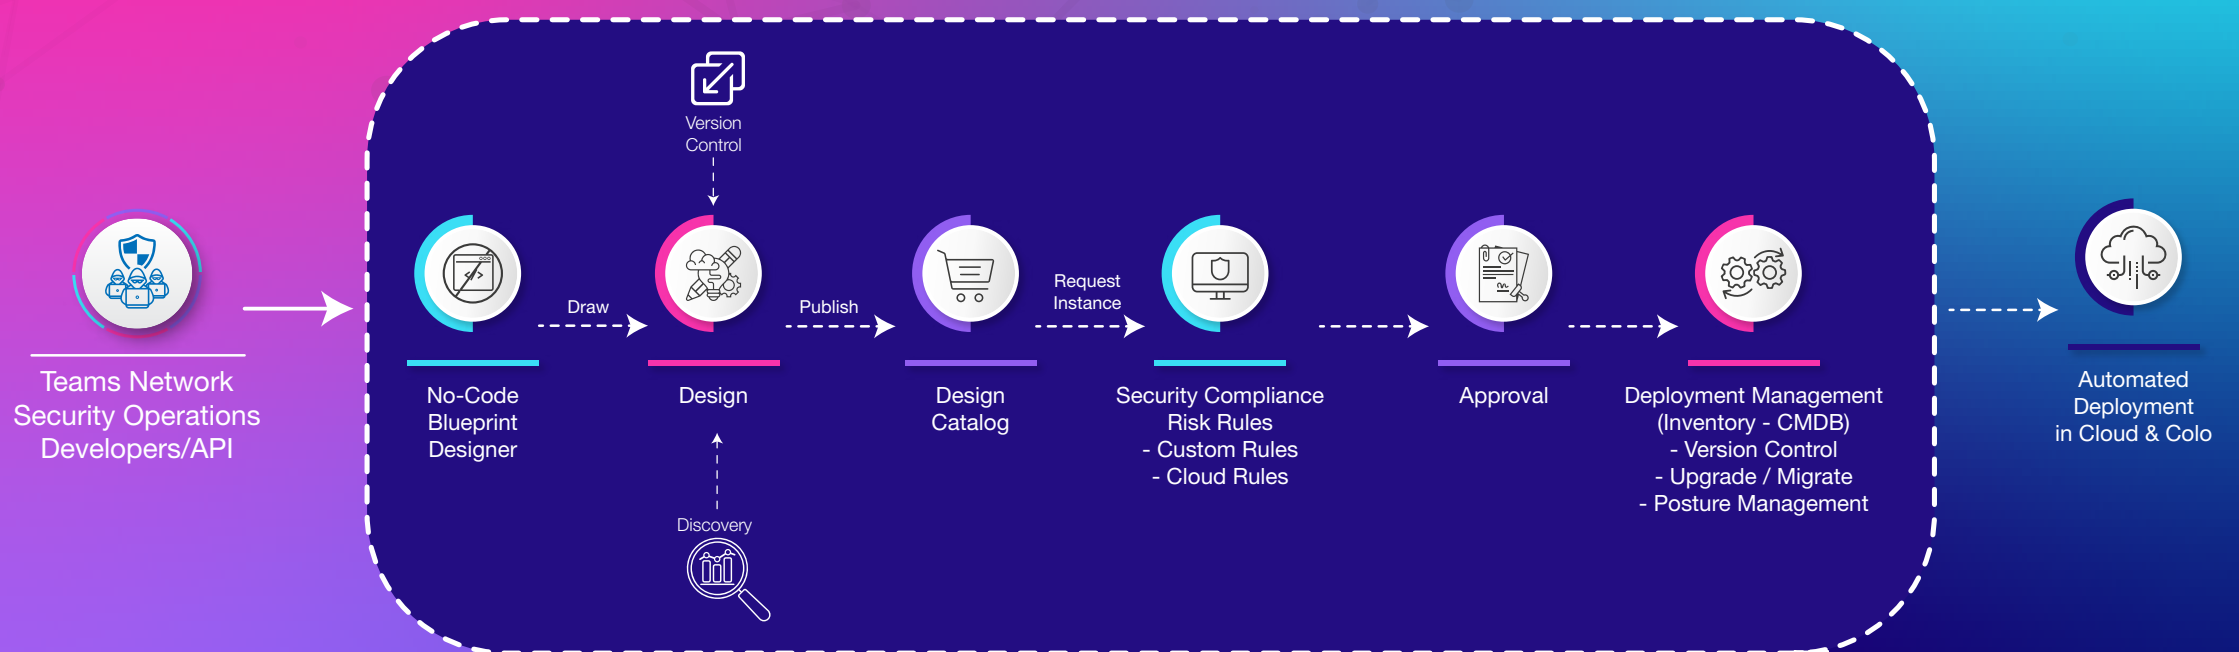 Version
Control
Draw
Publish
Request
Instance
Teams Network
Security Operations
Developers/API
No-Code
Blueprint
Designer
Design
Design
Catalog
Security Compliance
Risk Rules
- Custom Rules
- Cloud Rules
Approval
Deployment Management
(Inventory - CMDB)
- Version Control
- Upgrade / Migrate
- Posture Management
Automated
Deployment
in Cloud & Colo
Discovery